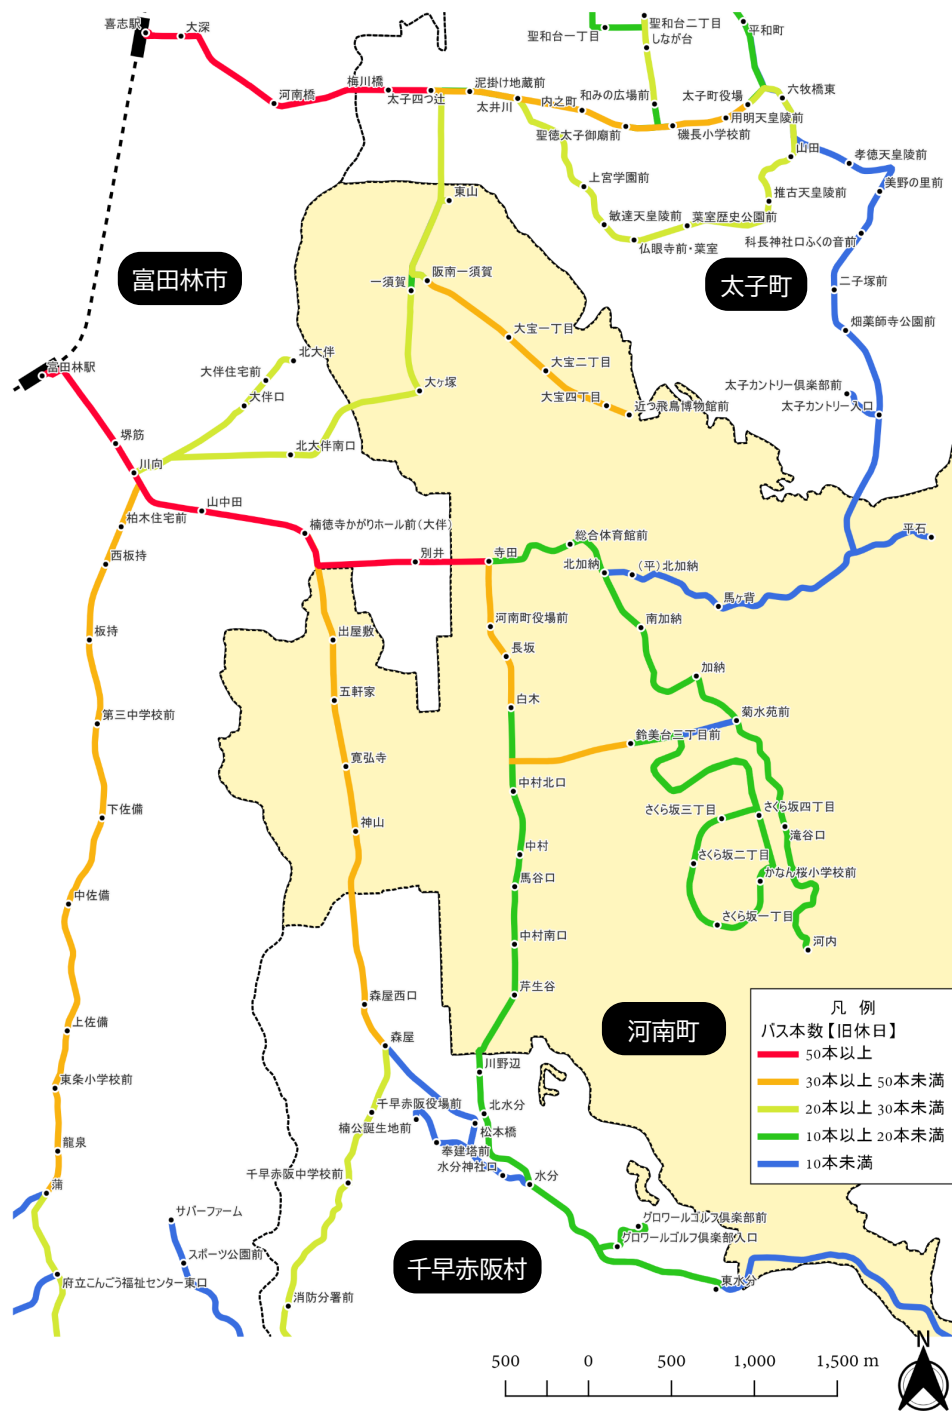 喜志駅
大深
聖和台一丁目
聖和台二丁目
しなが台
平和町
河南橋
梅川橋
太子四つ辻
泥掛け地蔵前
太井川
内之町
和みの広場前
太子町役場
六枚橋東
用明天皇陵前
聖徳太子御廟前
磯長小学校前
山田
孝徳天皇陵前
美野の里前
上宮学園前
推古天皇陵前
東山
敏達天皇陵前
葉室歴史公園前
仏眼寺前・葉室
科長神社口ふくの音前
富田林市
阪南一須賀
一須賀
太子町
二子塚前
畑薬師寺公園前
大宝一丁目
北大伴
大伴住宅前
大宝二丁目
富田林駅
大伴口
大ヶ塚
大宝四丁目
近つ飛鳥博物館前
太子カントリー倶楽部前
太子カントリー入口
堺筋
北大伴南口
川向
山中田
柏木住宅前
楠徳寺かがりホール前(大伴)
総合体育館前
平石
西板持
別井
寺田
北加納
(平)北加納
馬ヶ背
河南町役場前
南加納
板持
出屋敷
長坂
加納
五軒家
白木
第三中学校前
菊水苑前
鈴美台三丁目前
寛弘寺
中村北口
下佐備
さくら坂三丁目
さくら坂四丁目
神山
滝谷口
中村
さくら坂二丁目
馬谷口
かなん桜小学校前
中佐備
さくら坂一丁目
中村南口
河内
芹生谷
森屋西口
河南町
上佐備
森屋
川野辺
東条小学校前
千早赤阪役場前
北水分
楠公誕生地前
松本橋
龍泉
奉建塔前
水分神社口
千早赤阪中学校前
水分
蒲
サバーファーム
グロワールゴルフ倶楽部前
グロワールゴルフ倶楽部入口
スポーツ公園前
千早赤阪村
府立こんごう福祉センター東口
東水分
消防分署前
凡 例
バス本数【旧休日】
50本以上
30本以上 50本未満
20本以上 30本未満
10本以上 20本未満
10本未満
N
500 0 500 1,000 1,500 m